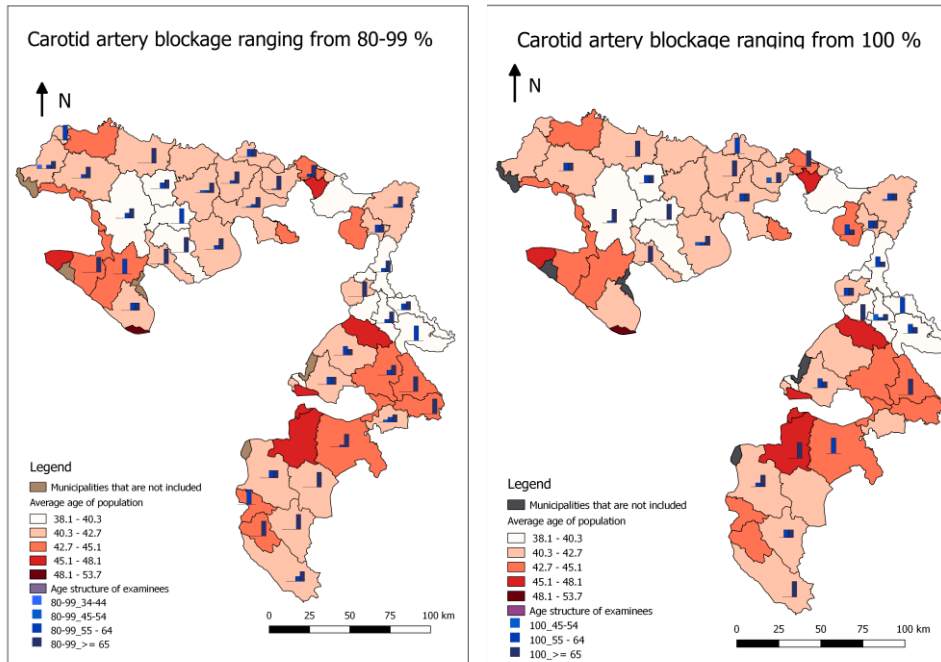 Carotid artery blockage ranging from 80-99 %
N
Legend
Municipalities that are not included
Average age of population
38.1 - 40.3
40.3 - 42.7
42.7 - 45.1
45.1 - 48.1
48.1 - 53.7
Age structure of examinees
80-99_34-44
80-99_45-54
80-99_55 - 64
80-99_>= 65
0 25 50 75 100 km
Carotid artery blockage ranging from 100 %
N
Legend
Municipalities that are not included
Average age of population
38.1 - 40.3
40.3 - 42.7
42.7 - 45.1
45.1 - 48.1
48.1 - 53.7
Age structure of examinees
100_45-54
100_55 - 64
100_>= 65
0 25 50 75 100 km